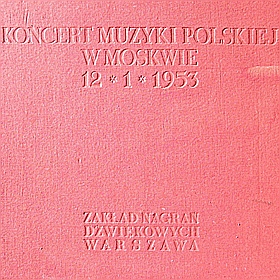 KONCERT MUZYKI POLSKIEJ
W MOSKWIE
12 * 1 * 1953
ZAKŁAD NAGRAŃ
DŹWIĘKOWYCH
WARSZAWA